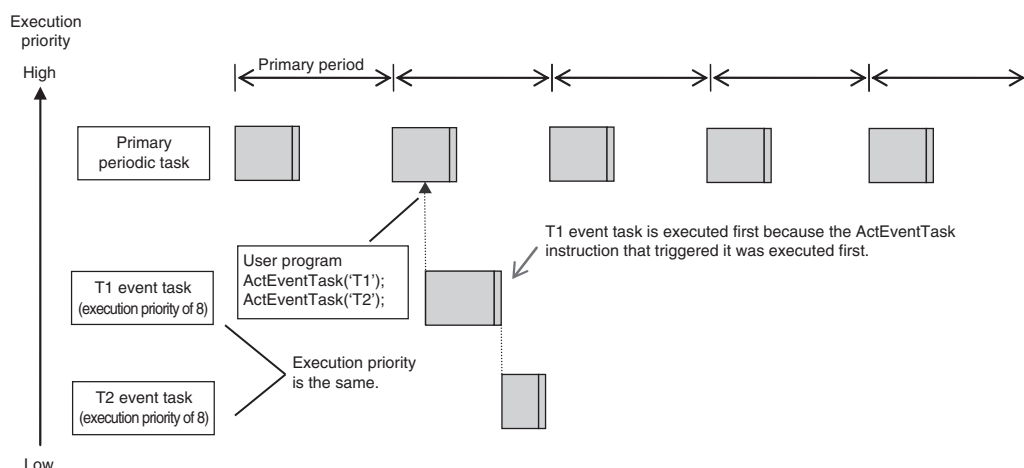 Execution
priority
High
Primary period
Primary
periodic task
User program
ActEventTask('T1');
ActEventTask('T2');
T1 event task is executed first because the ActEventTask
instruction that triggered it was executed first.
T1 event task
(execution priority of 8)
Execution priority
is the same.
T2 event task
(execution priority of 8)
Low